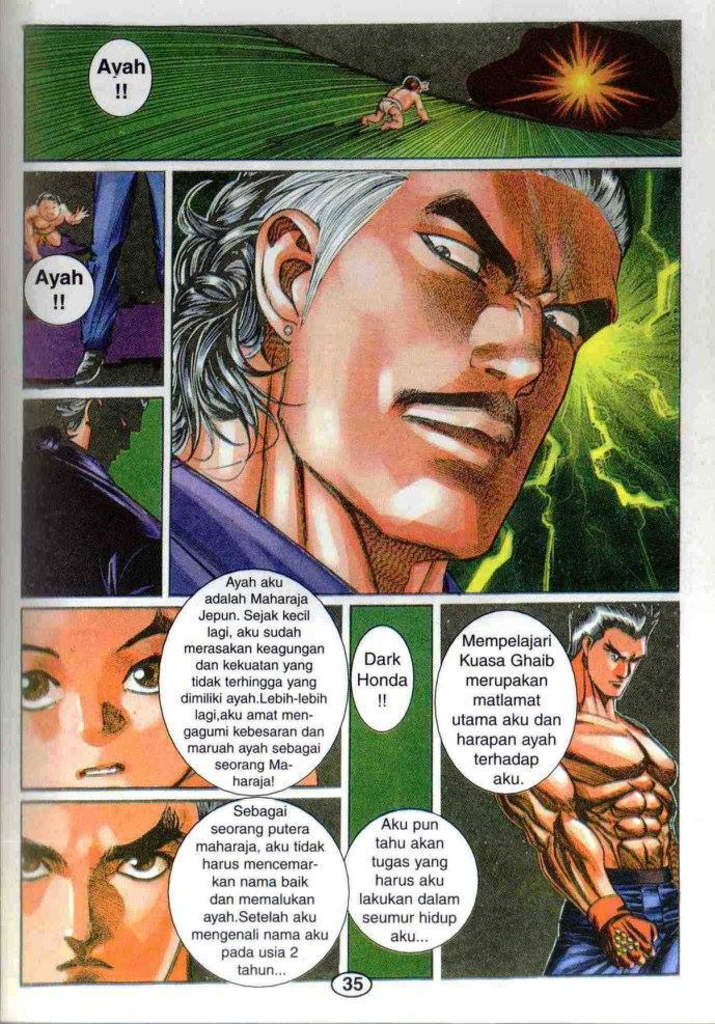 Ayah
!!
Ayah
!!
Ayah aku
adalah Maharaja
Jepun. Sejak kecil
lagi, aku sudah
merasakan keagungan
dan kekuatan yang
tidak terhingga yang
dimiliki ayah.Lebih-lebih
lagi,aku amat men-
gagumi kebesaran dan
maruah ayah sebagai
seorang Ma-
haraja!
Dark
Honda
!!
Mempelajari
Kuasa Ghaib
merupakan
matlamat
utama aku dan
harapan ayah
terhadap
aku.
Sebagai
seorang putera
maharaja, aku tidak
harus mencemar-
kan nama baik
dan memalukan
ayah.Setelah aku
mengenali nama aku
pada usia 2
tahun...
Aku pun
tahu akan
tugas yang
harus aku
lakukan dalam
seumur hidup
aku...
35